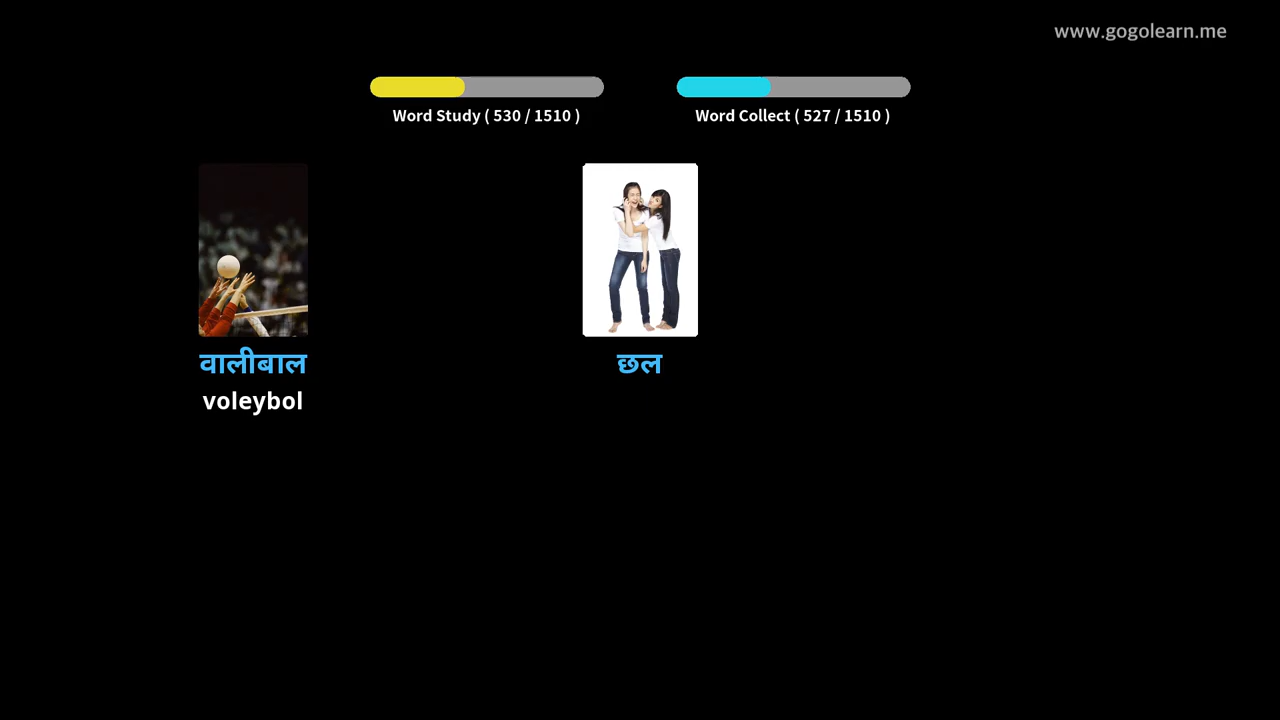 www.gogolearn.me
Word Study ( 530 / 1510 )
Word Collect ( 527 / 1510 )
वालीबाल
छल
voleybol